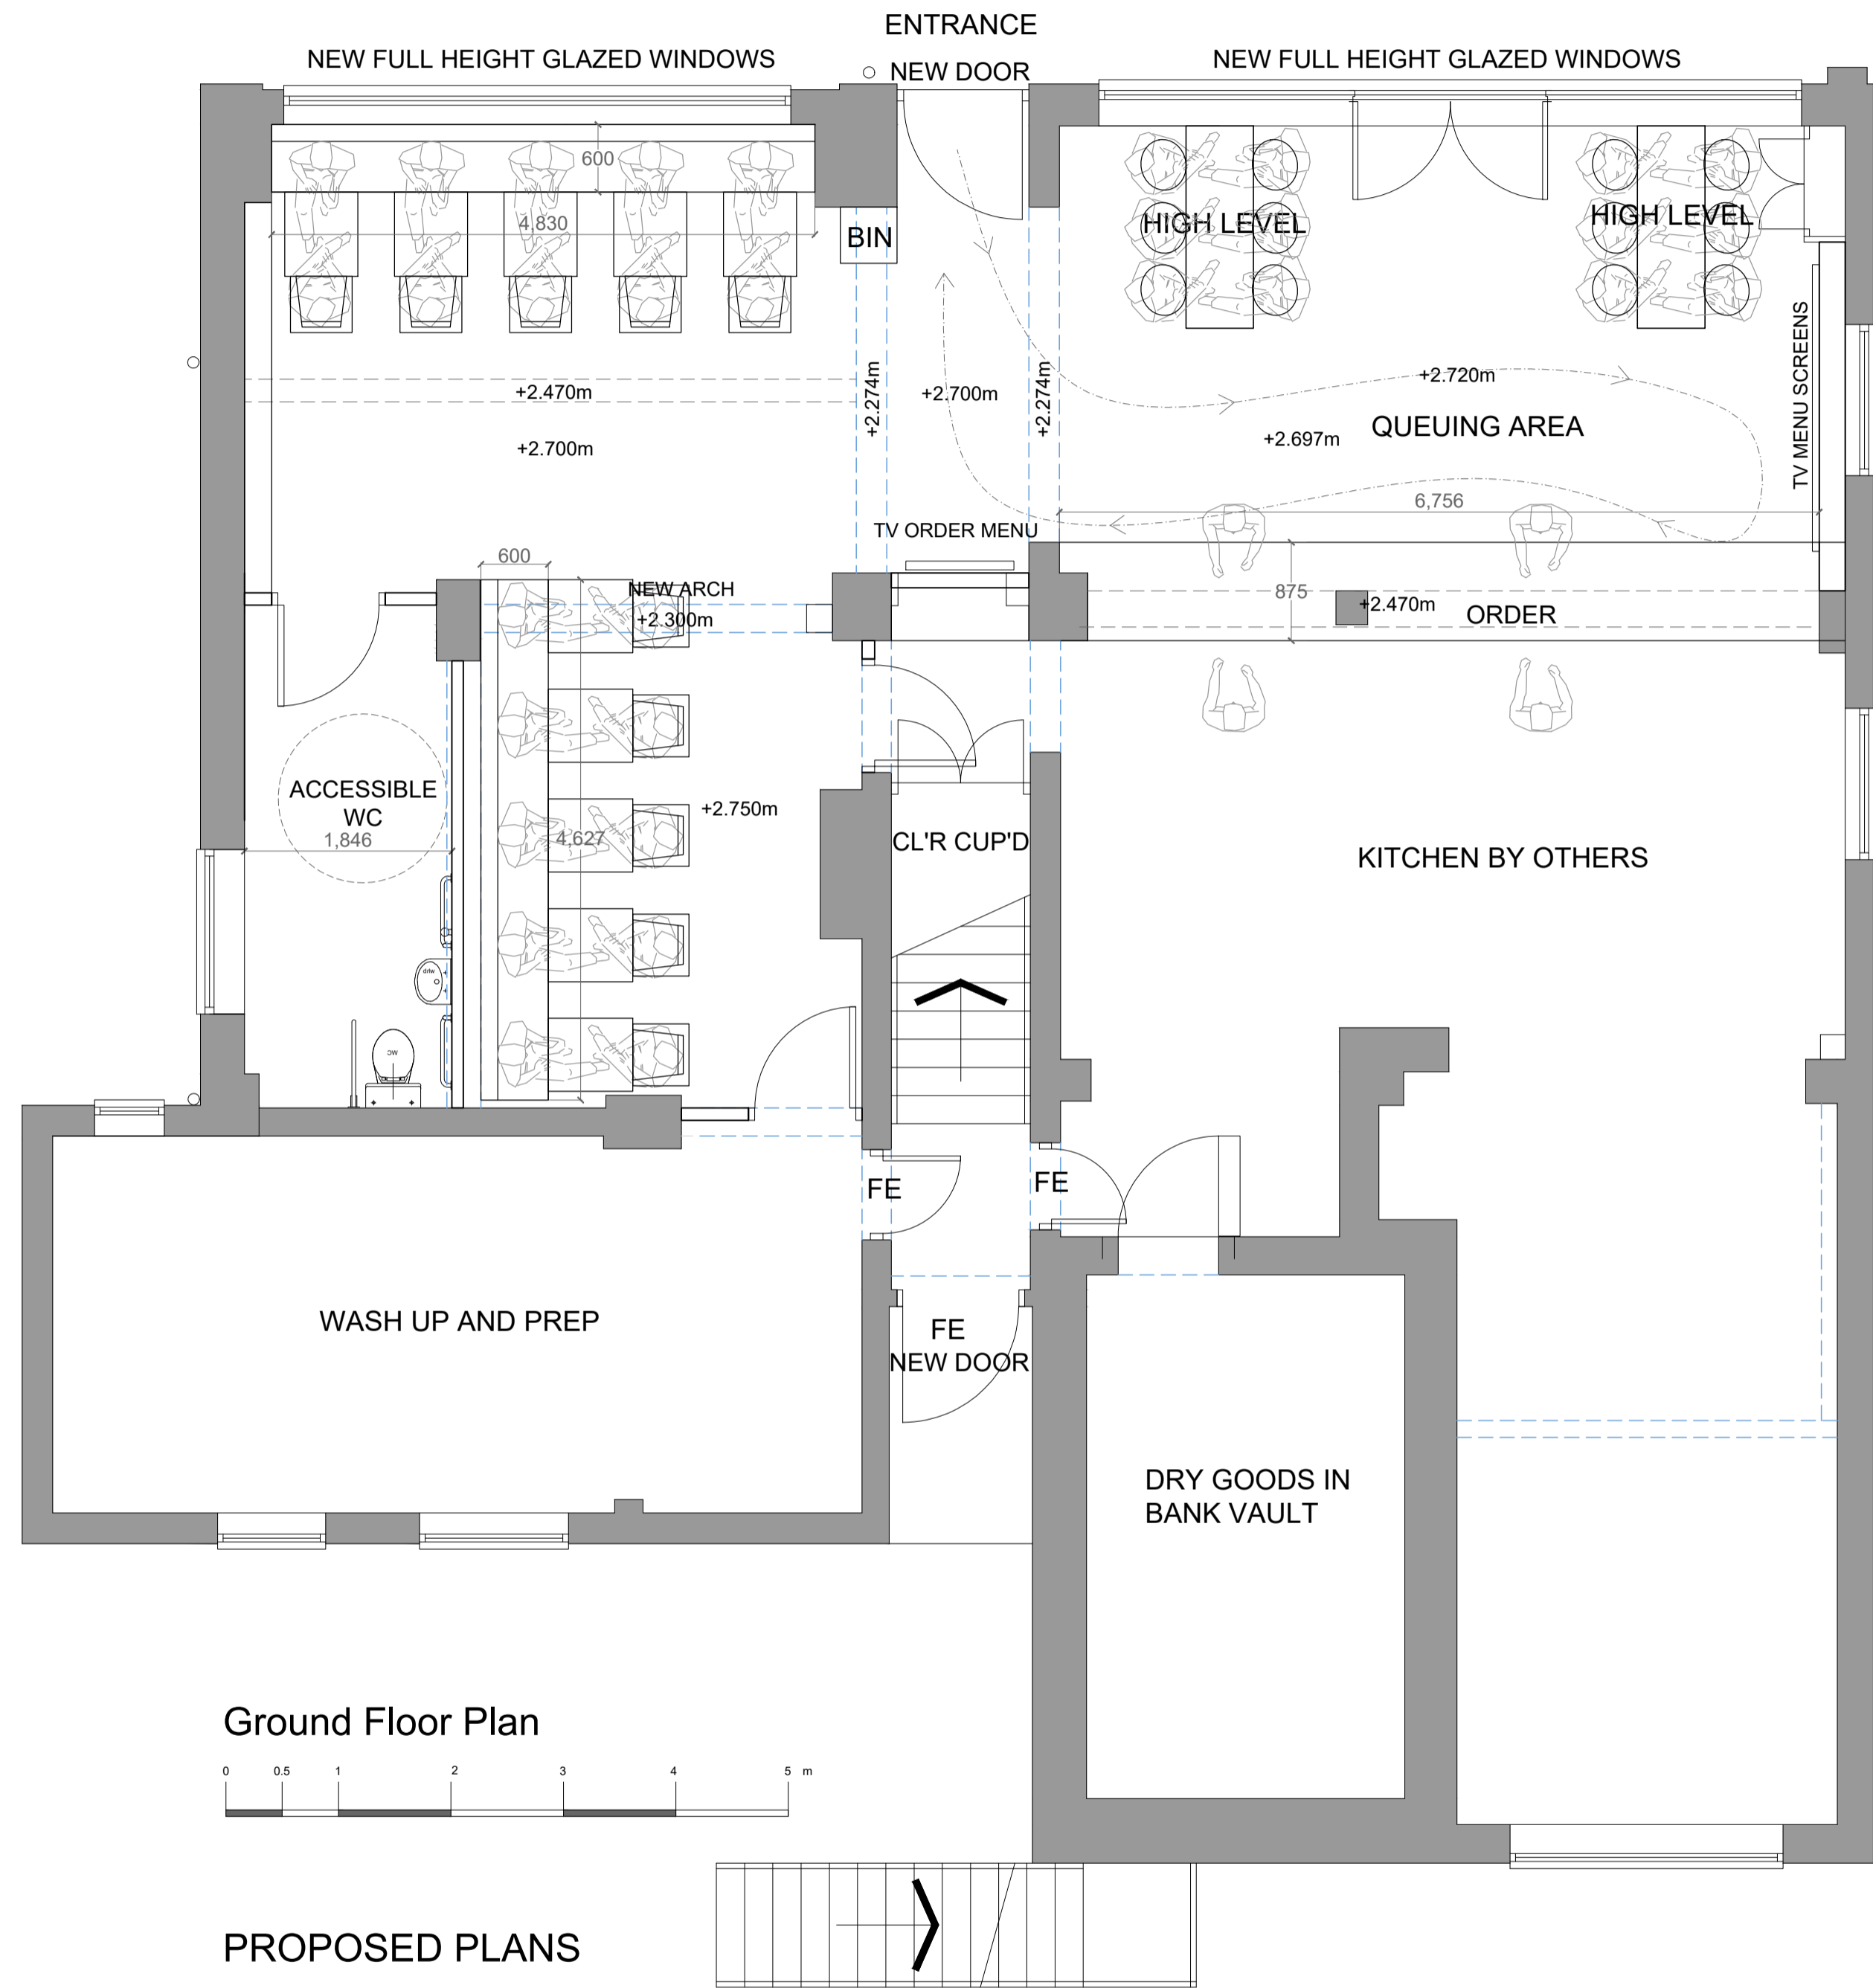 ENTRANCE
NEW FULL HEIGHT GLAZED WINDOWS
NEW DOOR
NEW FULL HEIGHT GLAZED WINDOWS
600
4,830
BIN
HIGH LEVEL
HIGH LEVEL
TV MENU SCREENS
+2.470m
+2.274m
+2.700m
+2.274m
+2.720m
+2.700m
+2.697m
QUEUING AREA
6,756
TV ORDER MENU
600
NEW ARCH
+2.300m
875
+2.470m
ORDER
ACCESSIBLE
WC
1,846
4,627
+2.750m
CL'R CUP'D
KITCHEN BY OTHERS
FE
FE
WASH UP AND PREP
FE
NEW DOOR
DRY GOODS IN
BANK VAULT
Ground Floor Plan
0 0.5 1 2 3 4 5 m
PROPOSED PLANS